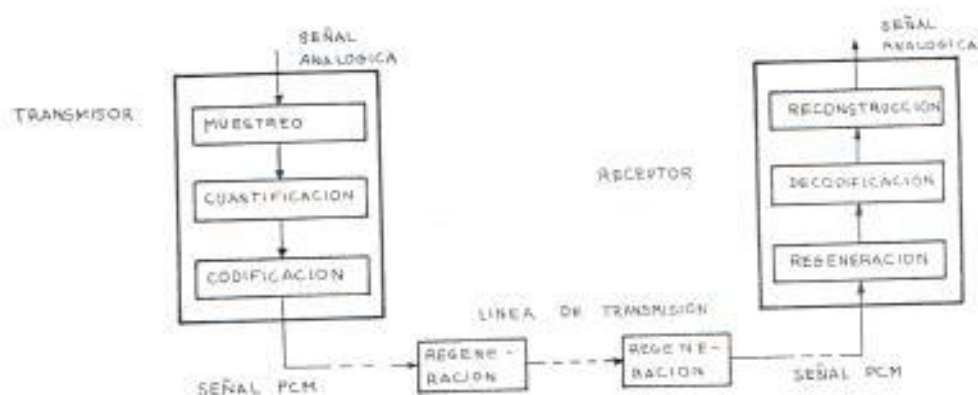 SEÑAL
ANALOGICA
TRANSMISOR
MUESTREO
CUANTIFICACION
CODIFICACION
SEÑAL PCM
LINEA DE TRANSMISIÓN
REGENE-
RACION
REGENE-
RACION
SEÑAL PCM
RECEPTOR
REGENERACION
DECODIFICACION
RECONSTRUCCION
SEÑAL
ANALOGICA